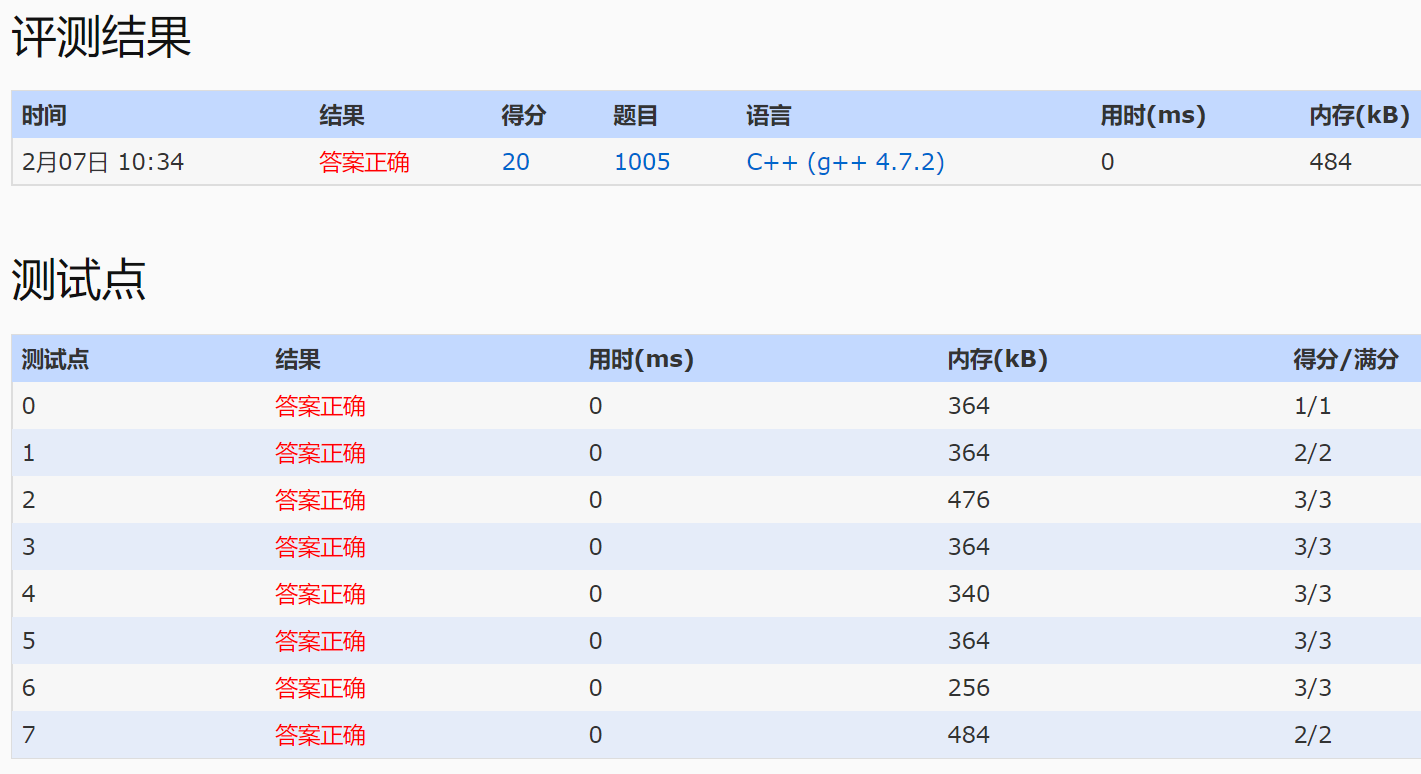 评测结果
时间 结果 得分 题目 语言 用时(ms) 内存(kB)
2月07日 10:34 答案正确 20 1005 C++ (g++ 4.7.2) 0 484
测试点
测试点 结果 用时(ms) 内存(kB) 得分/满分
0 答案正确 0 364 1/1
1 答案正确 0 364 2/2
2 答案正确 0 476 3/3
3 答案正确 0 364 3/3
4 答案正确 0 340 3/3
5 答案正确 0 364 3/3
6 答案正确 0 256 3/3
7 答案正确 0 484 2/2